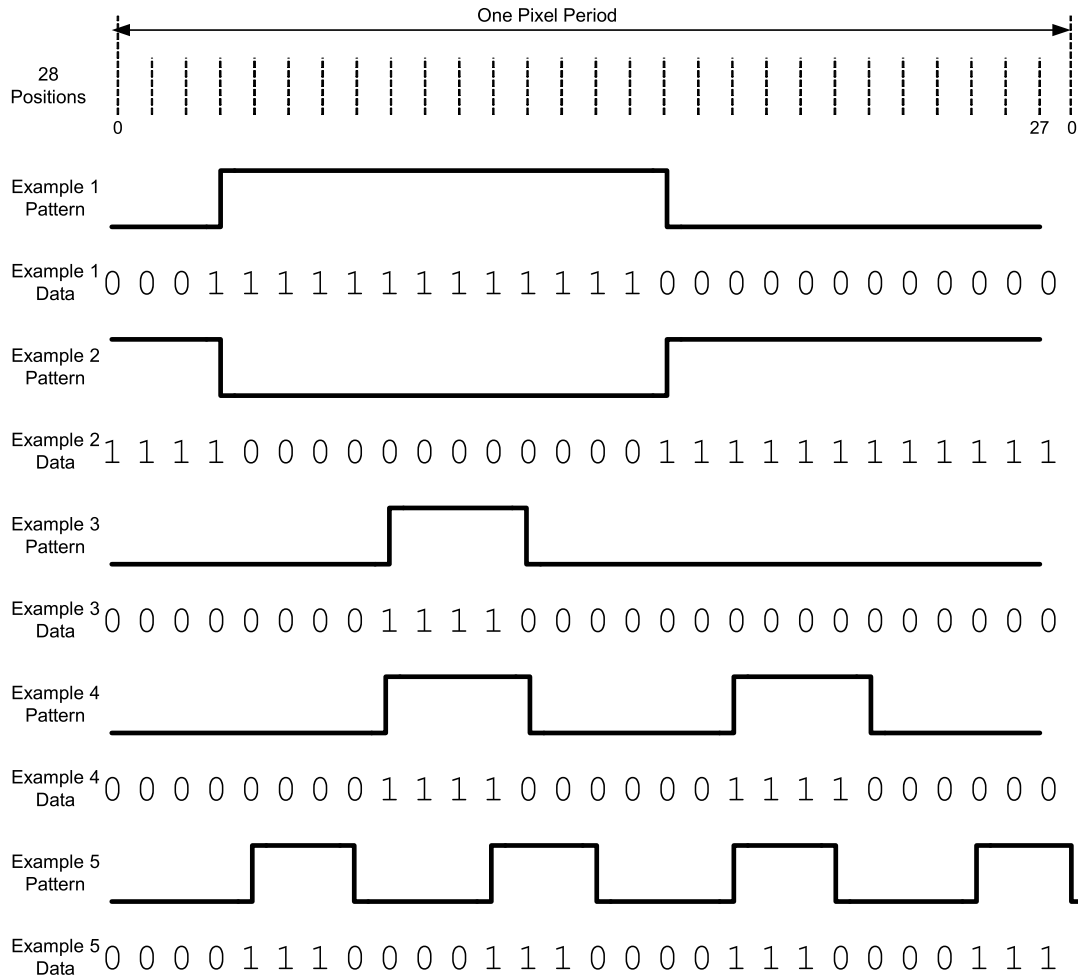 One Pixel Period
28
Positions
0 27 0
Example 1
Pattern
Example 1
Data
0 0 0 1 1 1 1 1 1 1 1 1 1 1 1 1 0 0 0 0 0 0 0 0 0 0 0 0
Example 2
Pattern
Example 2
Data
1 1 1 1 0 0 0 0 0 0 0 0 0 0 0 0 1 1 1 1 1 1 1 1 1 1 1 1
Example 3
Pattern
Example 3
Data
0 0 0 0 0 0 0 0 1 1 1 1 0 0 0 0 0 0 0 0 0 0 0 0 0 0 0 0
Example 4
Pattern
Example 4
Data
0 0 0 0 0 0 0 0 1 1 1 1 0 0 0 0 0 0 1 1 1 1 0 0 0 0 0 0
Example 5
Pattern
Example 5
Data
0 0 0 0 1 1 1 0 0 0 0 1 1 1 0 0 0 0 1 1 1 0 0 0 0 1 1 1